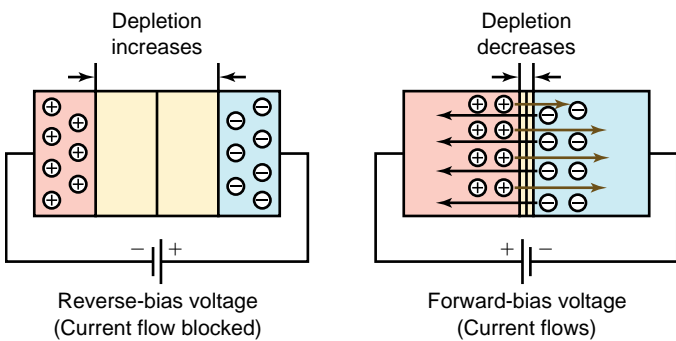 Depletion
increases
− +
Reverse-bias voltage
(Current flow blocked)
Depletion
decreases
+ −
Forward-bias voltage
(Current flows)